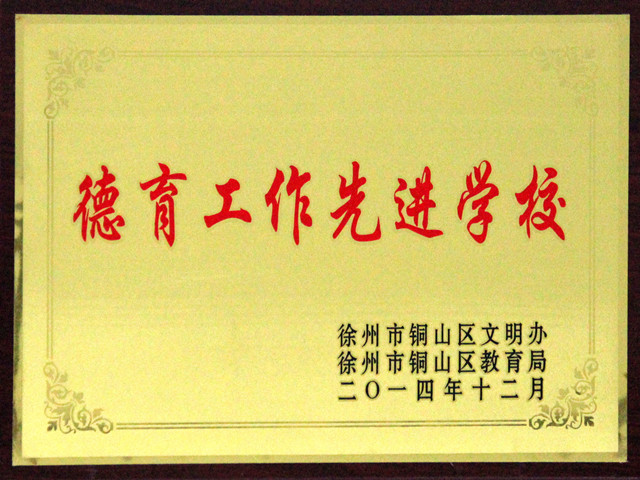 德育工作先进学校
徐州市铜山区文明办
徐州市铜山区教育局
二〇一四年十二月